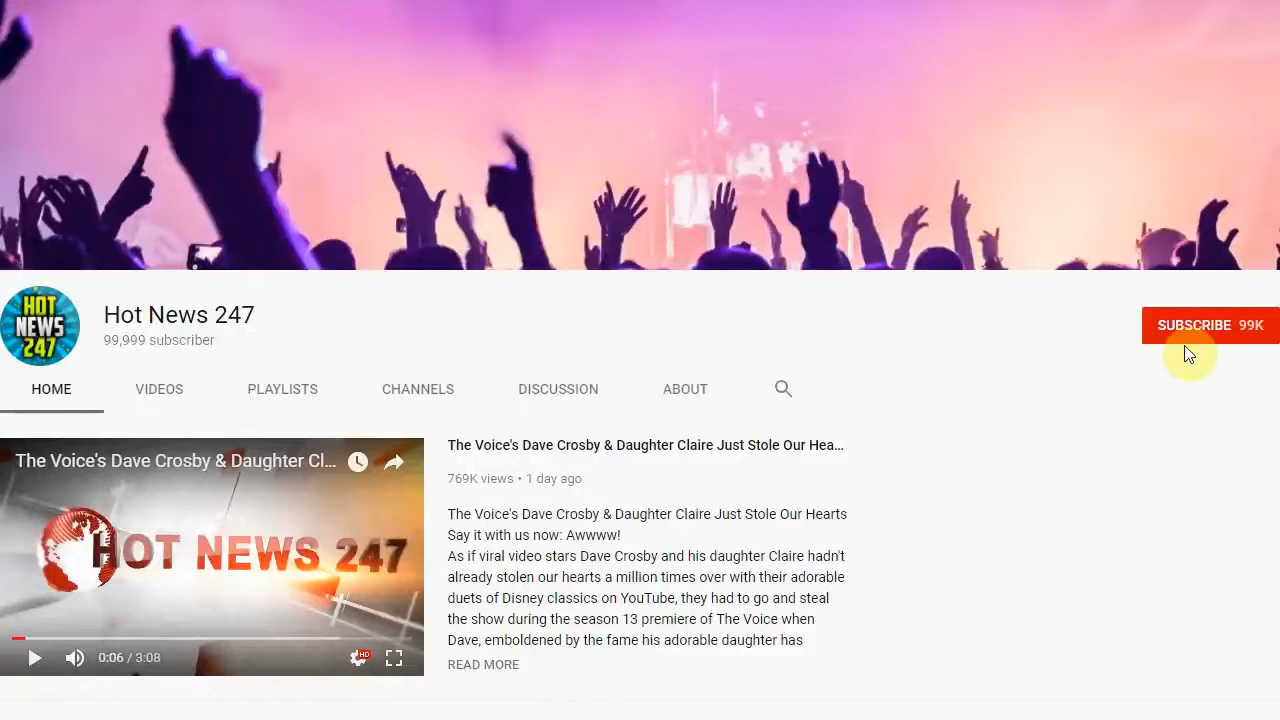 HOT
NEWS
247
Hot News 247
99,999 subscriber
SUBSCRIBE 99K
HOME VIDEOS PLAYLISTS CHANNELS DISCUSSION ABOUT
The Voice's Dave Crosby & Daughter Cl...
HOT NEWS 247
0:06 / 3:08
HD
The Voice's Dave Crosby & Daughter Claire Just Stole Our Hea...
769K views • 1 day ago
The Voice's Dave Crosby & Daughter Claire Just Stole Our Hearts
Say it with us now: Awwww!
As if viral video stars Dave Crosby and his daughter Claire hadn't
already stolen our hearts a million times over with their adorable
duets of Disney classics on YouTube, they had to go and steal
the show during the season 13 premiere of The Voice when
Dave, emboldened by the fame his adorable daughter has
READ MORE